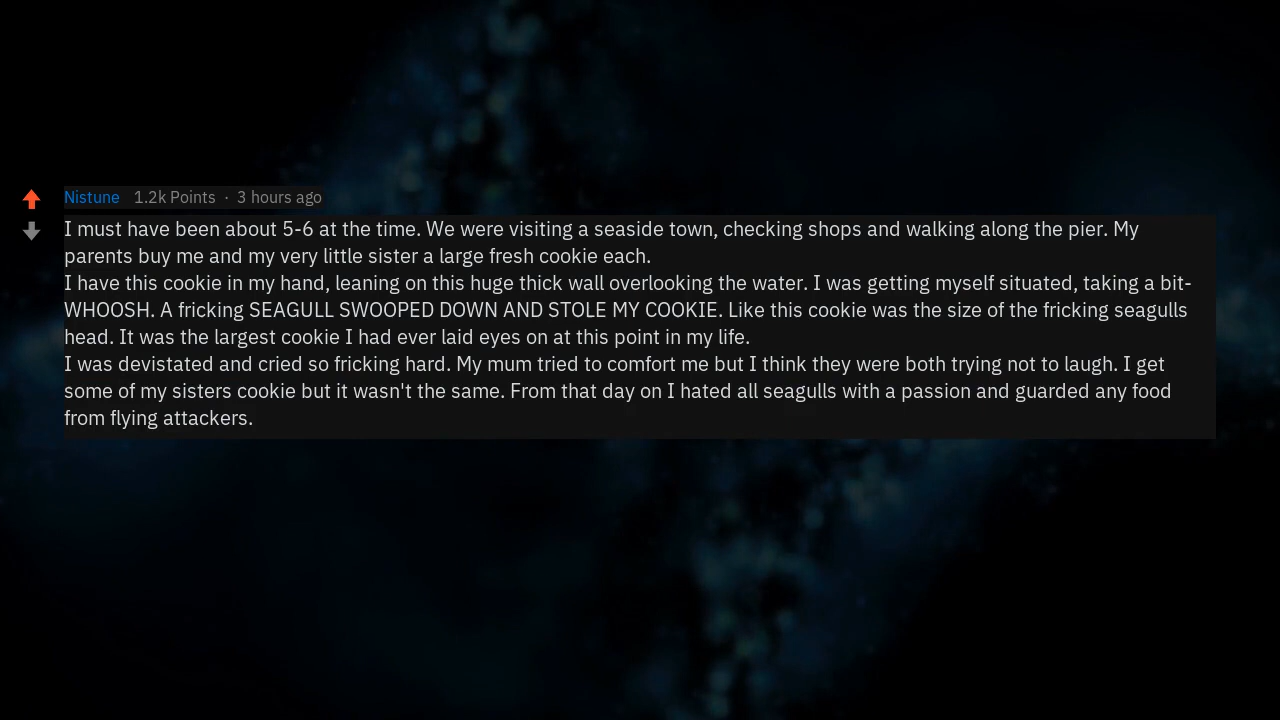 Nistune 1.2k Points · 3 hours ago
I must have been about 5-6 at the time. We were visiting a seaside town, checking shops and walking along the pier. My
parents buy me and my very little sister a large fresh cookie each.
I have this cookie in my hand, leaning on this huge thick wall overlooking the water. I was getting myself situated, taking a bit-
WHOOSH. A fricking SEAGULL SWOOPED DOWN AND STOLE MY COOKIE. Like this cookie was the size of the fricking seagulls
head. It was the largest cookie I had ever laid eyes on at this point in my life.
I was devistated and cried so fricking hard. My mum tried to comfort me but I think they were both trying not to laugh. I get
some of my sisters cookie but it wasn't the same. From that day on I hated all seagulls with a passion and guarded any food
from flying attackers.